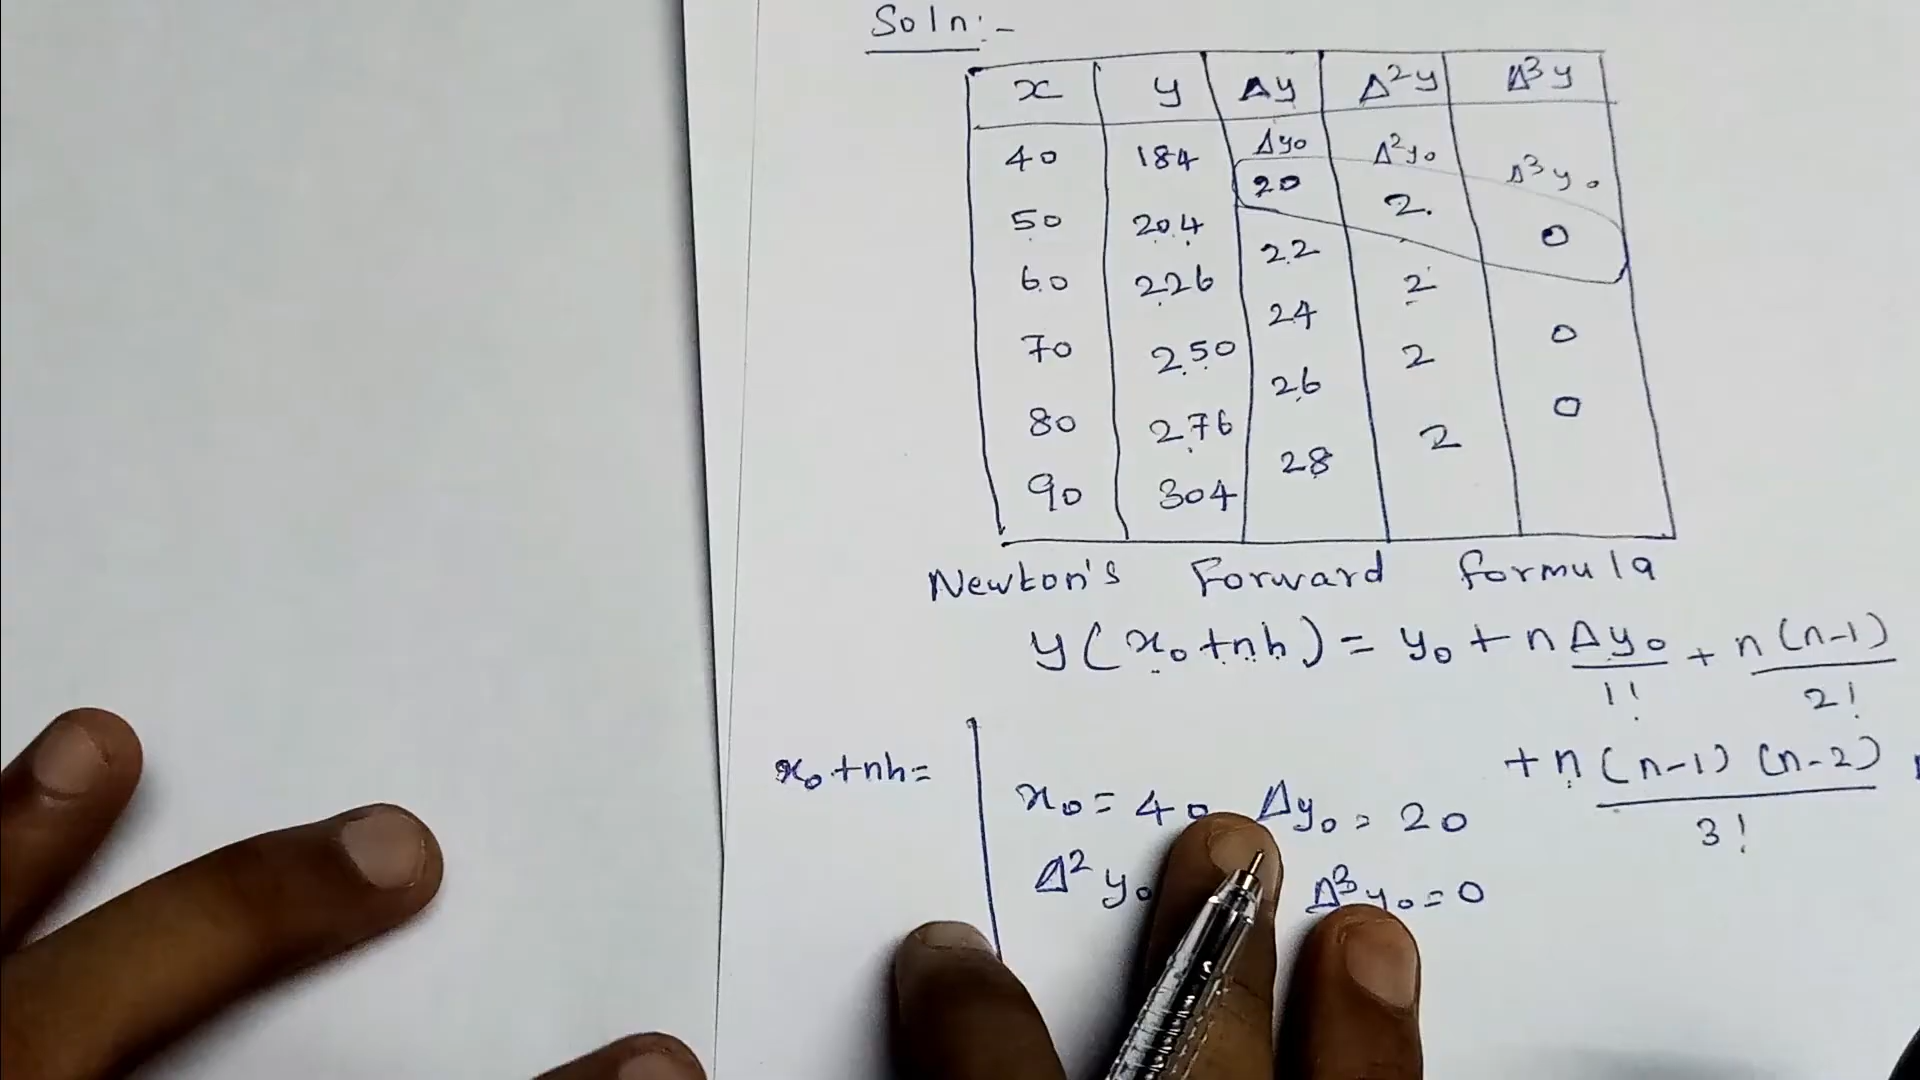 Soln:-
x y Δy Δ²y Δ³y
Δy₀ Δ²y₀ Δ³y₀
40 184
20
2.
50 204
0
22
60 226
2
24
0
70 250
2
26
0
80 276
2
28
90 304
Newton's Forward formula
y(x₀+nh) = y₀ + n Δy₀/1! + n(n-1)/2!
+ n(n-1)(n-2)/3!
x₀+nh=
x₀ = 40 Δy₀ = 20
Δ²y₀ Δ³y₀ = 0